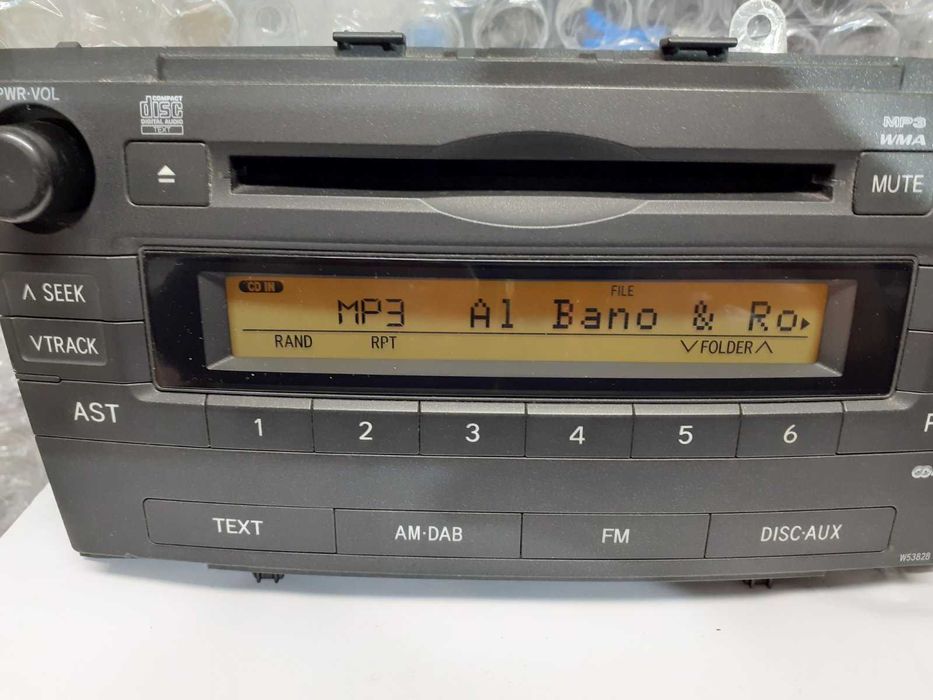 PWR·VOL
COMPACT
disc
DIGITAL AUDIO
TEXT
MP3
WMA
MUTE
∧ SEEK
∨TRACK
CD IN
FILE
MP3 Al Bano & Ro▸
RAND RPT ∨FOLDER∧
AST 1 2 3 4 5 6
TEXT AM·DAB FM DISC·AUX
W53828